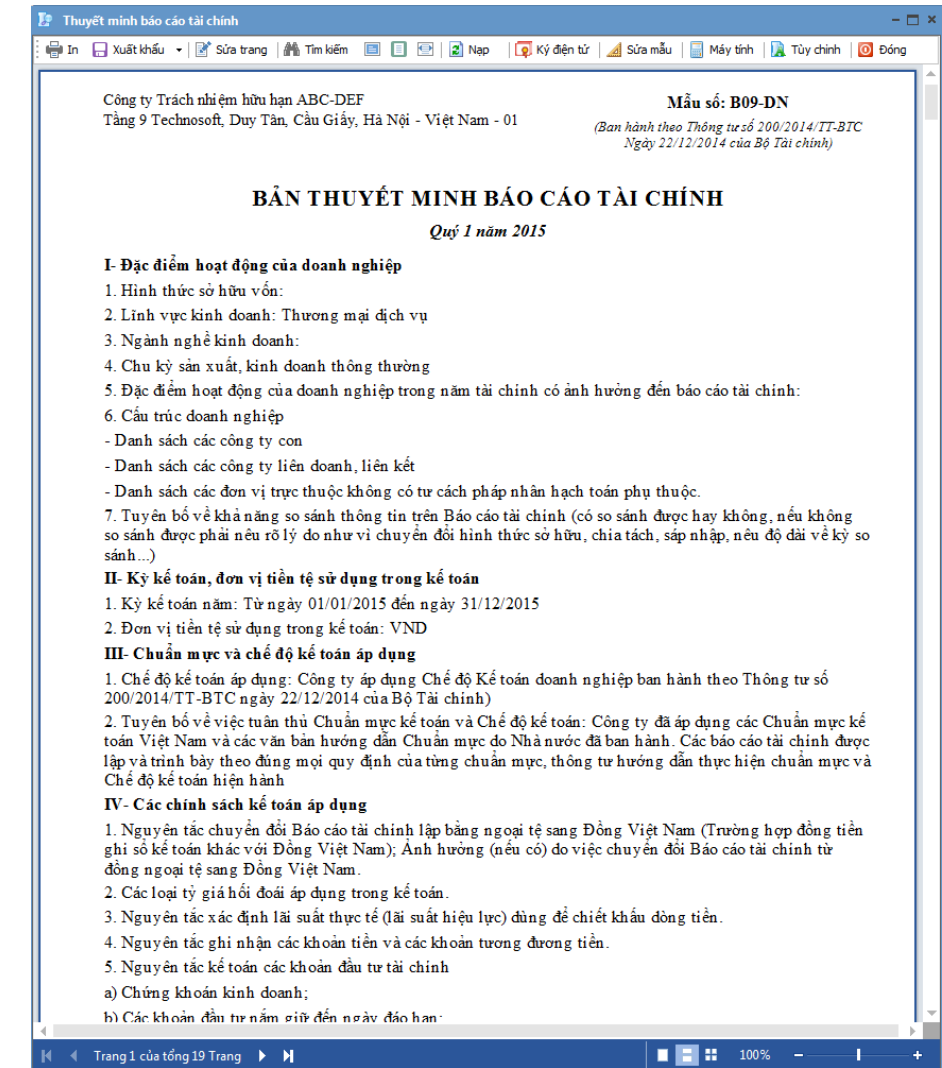 Thuyết minh báo cáo tài chính
In Xuất khẩu Sửa trang Tìm kiếm Nạp Ký điện tử Sửa mẫu Máy tính Tùy chỉnh Đóng
Công ty Trách nhiệm hữu hạn ABC-DEF
Tầng 9 Technosoft, Duy Tân, Cầu Giấy, Hà Nội - Việt Nam - 01
Mẫu số: B09-DN
(Ban hành theo Thông tư số 200/2014/TT-BTC
Ngày 22/12/2014 của Bộ Tài chính)
BẢN THUYẾT MINH BÁO CÁO TÀI CHÍNH
Quý 1 năm 2015
I- Đặc điểm hoạt động của doanh nghiệp
1. Hình thức sở hữu vốn:
2. Lĩnh vực kinh doanh: Thương mại dịch vụ
3. Ngành nghề kinh doanh:
4. Chu kỳ sản xuất, kinh doanh thông thường
5. Đặc điểm hoạt động của doanh nghiệp trong năm tài chính có ảnh hưởng đến báo cáo tài chính:
6. Cấu trúc doanh nghiệp
- Danh sách các công ty con
- Danh sách các công ty liên doanh, liên kết
- Danh sách các đơn vị trực thuộc không có tư cách pháp nhân hạch toán phụ thuộc.
7. Tuyên bố về khả năng so sánh thông tin trên Báo cáo tài chính (có so sánh được hay không, nếu không
so sánh được phải nêu rõ lý do như vì chuyển đổi hình thức sở hữu, chia tách, sáp nhập, nêu độ dài về kỳ so
sánh...)
II- Kỳ kế toán, đơn vị tiền tệ sử dụng trong kế toán
1. Kỳ kế toán năm: Từ ngày 01/01/2015 đến ngày 31/12/2015
2. Đơn vị tiền tệ sử dụng trong kế toán: VND
III- Chuẩn mực và chế độ kế toán áp dụng
1. Chế độ kế toán áp dụng: Công ty áp dụng Chế độ Kế toán doanh nghiệp ban hành theo Thông tư số
200/2014/TT-BTC ngày 22/12/2014 của Bộ Tài chính)
2. Tuyên bố về việc tuân thủ Chuẩn mực kế toán và Chế độ kế toán: Công ty đã áp dụng các Chuẩn mực kế
toán Việt Nam và các văn bản hướng dẫn Chuẩn mực do Nhà nước đã ban hành. Các báo cáo tài chính được
lập và trình bày theo đúng mọi quy định của từng chuẩn mực, thông tư hướng dẫn thực hiện chuẩn mực và
Chế độ kế toán hiện hành
IV- Các chính sách kế toán áp dụng
1. Nguyên tắc chuyển đổi Báo cáo tài chính lập bằng ngoại tệ sang Đồng Việt Nam (Trường hợp đồng tiền
ghi sổ kế toán khác với Đồng Việt Nam); Ảnh hưởng (nếu có) do việc chuyển đổi Báo cáo tài chính từ
đồng ngoại tệ sang Đồng Việt Nam.
2. Các loại tỷ giá hối đoái áp dụng trong kế toán.
3. Nguyên tắc xác định lãi suất thực tế (lãi suất hiệu lực) dùng để chiết khấu dòng tiền.
4. Nguyên tắc ghi nhận các khoản tiền và các khoản tương đương tiền.
5. Nguyên tắc kế toán các khoản đầu tư tài chính
a) Chứng khoán kinh doanh;
b) Các khoản đầu tư nắm giữ đến ngày đáo hạn;
Trang 1 của tổng 19 Trang
100%